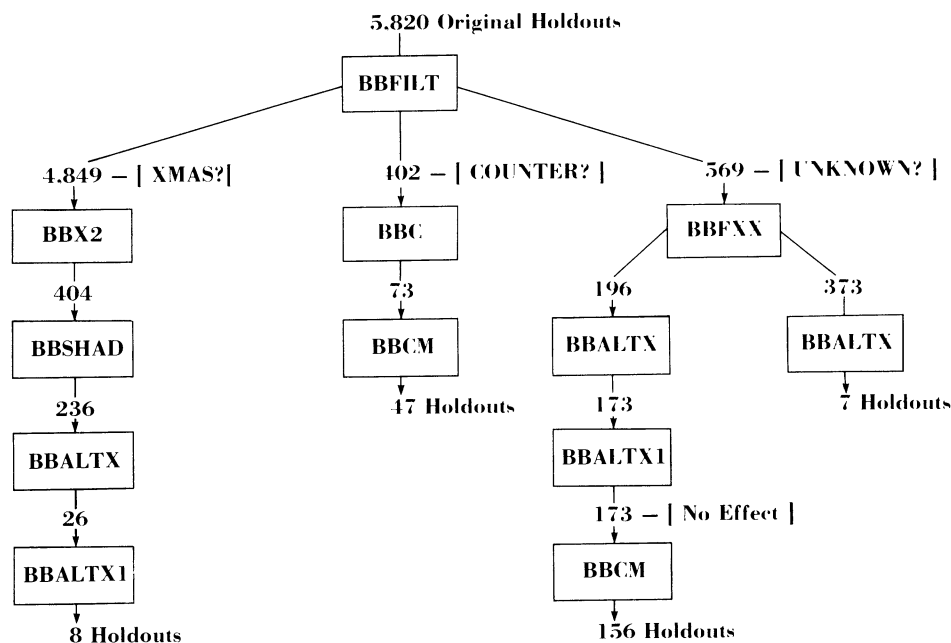 5,820 Original Holdouts
BBFILT
4,849 – [ XMAS?]
402 – [ COUNTER? ]
569 – [ UNKNOWN? ]
BBX2
BBC
BBFXX
404
73
196
373
BBSHAD
BBCM
BBALTX
BBALTX
236
47 Holdouts
173
7 Holdouts
BBALTX
BBALTX1
26
173 – [ No Effect ]
BBALTX1
BBCM
8 Holdouts
156 Holdouts